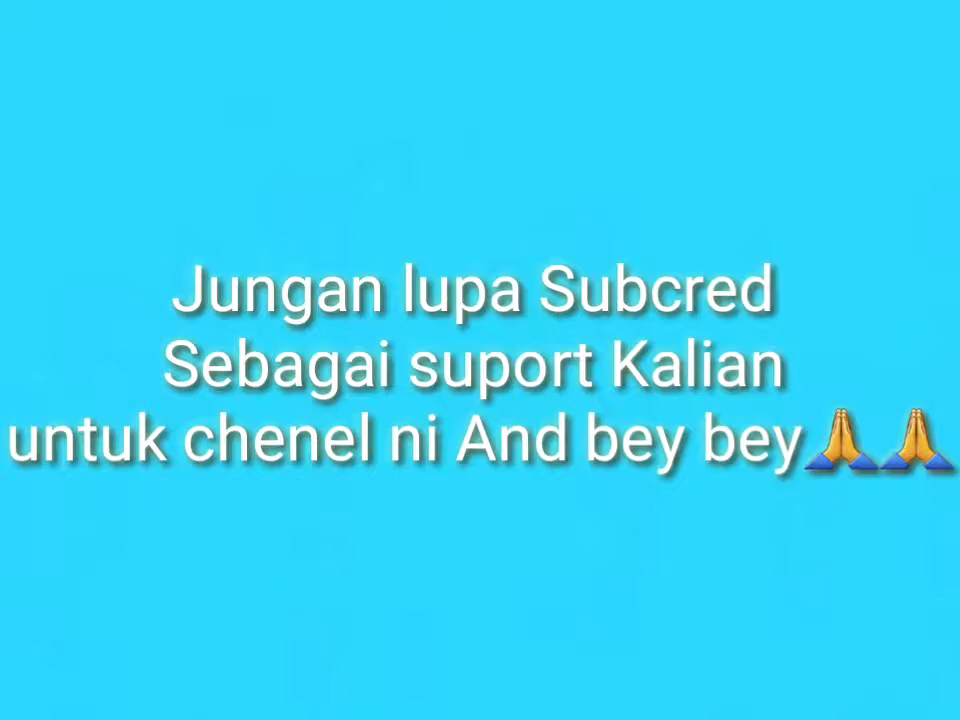 Jungan lupa Subcred
Sebagai suport Kalian
untuk chenel ni And bey bey🙏🙏